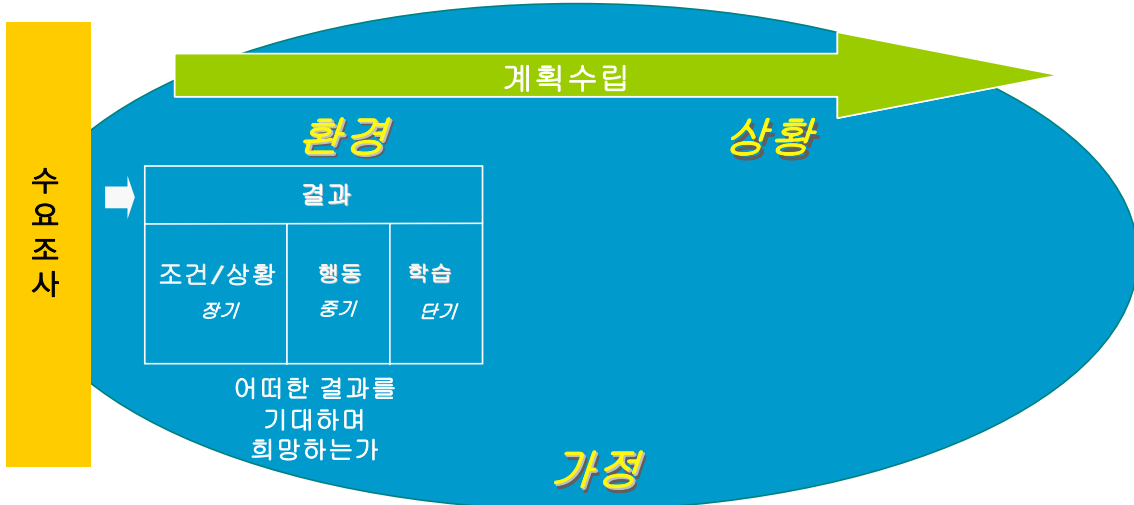 계획수립
수
요
조
사
환경
상황
결과
조건/상황
장기
행동
중기
학습
단기
어떠한 결과를
기대하며
희망하는가
가정